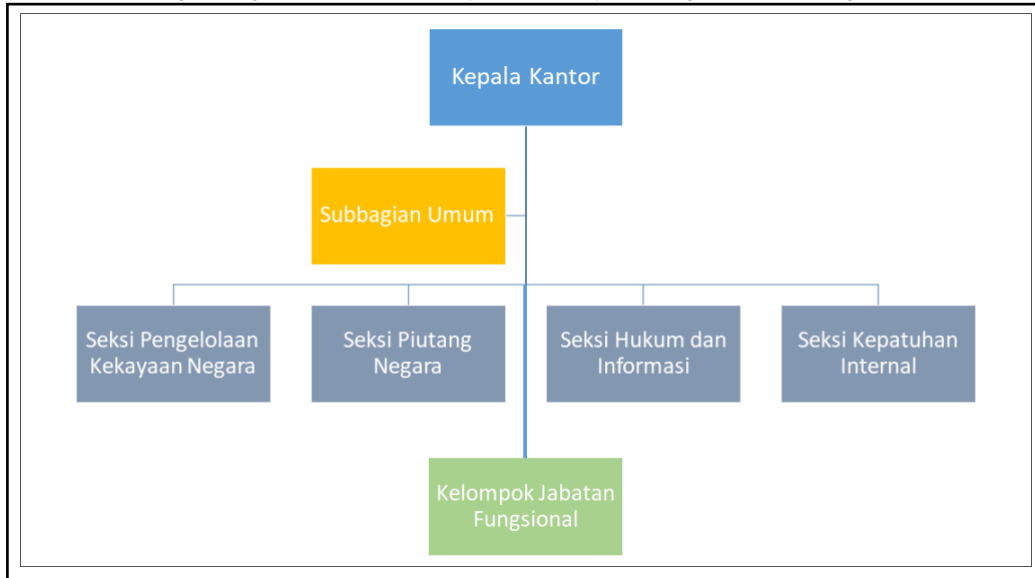 Kepala Kantor
Subbagian Umum
Seksi Pengelolaan
Kekayaan Negara
Seksi Piutang
Negara
Seksi Hukum dan
Informasi
Seksi Kepatuhan
Internal
Kelompok Jabatan
Fungsional